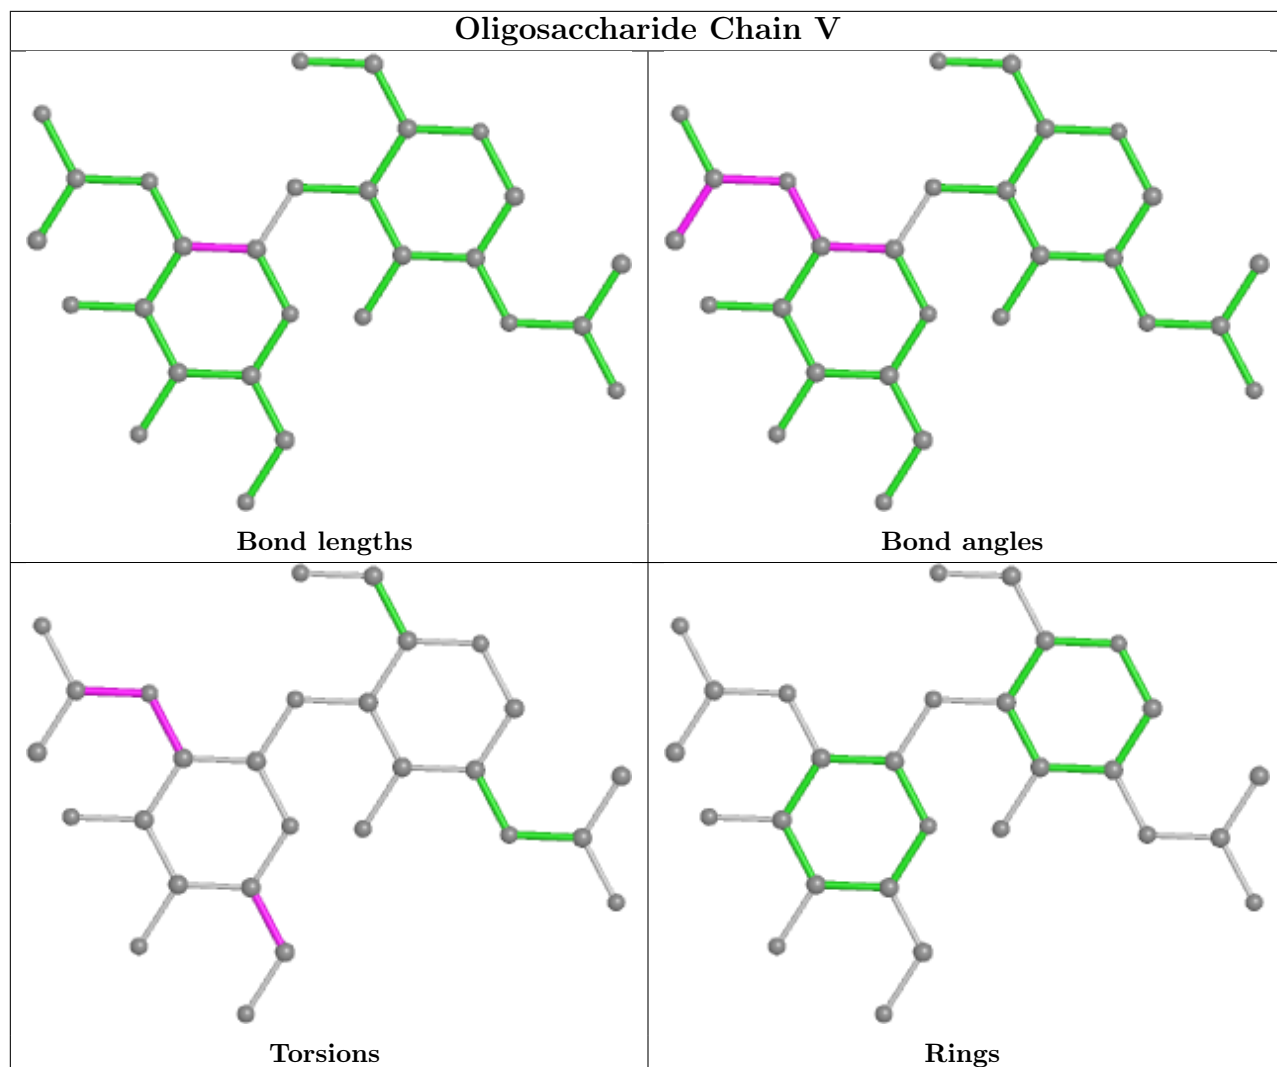 Oligosaccharide Chain V
Bond lengths
Bond angles
Torsions
Rings